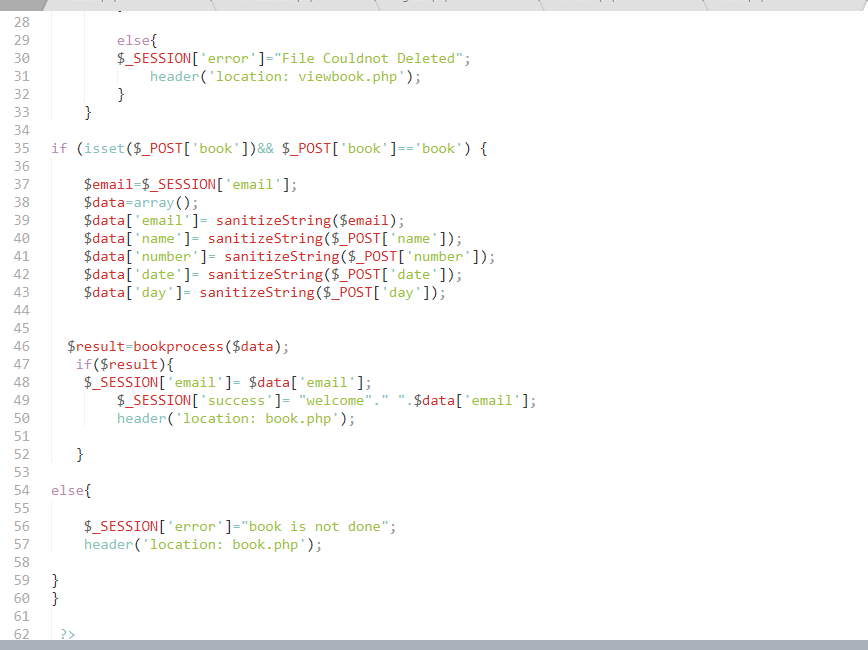 28
29 else{
30 $_SESSION['error']="File Couldnot Deleted";
31 header('location: viewbook.php');
32 }
33 }
34
35 if (isset($_POST['book'])&& $_POST['book']=='book') {
36
37 $email=$_SESSION['email'];
38 $data=array();
39 $data['email']= sanitizeString($email);
40 $data['name']= sanitizeString($_POST['name']);
41 $data['number']= sanitizeString($_POST['number']);
42 $data['date']= sanitizeString($_POST['date']);
43 $data['day']= sanitizeString($_POST['day']);
44
45
46 $result=bookprocess($data);
47 if($result){
48 $_SESSION['email']= $data['email'];
49 $_SESSION['success']= "welcome"." ".$data['email'];
50 header('location: book.php');
51
52 }
53
54 else{
55
56 $_SESSION['error']="book is not done";
57 header('location: book.php');
58
59 }
60 }
61
62 ?>